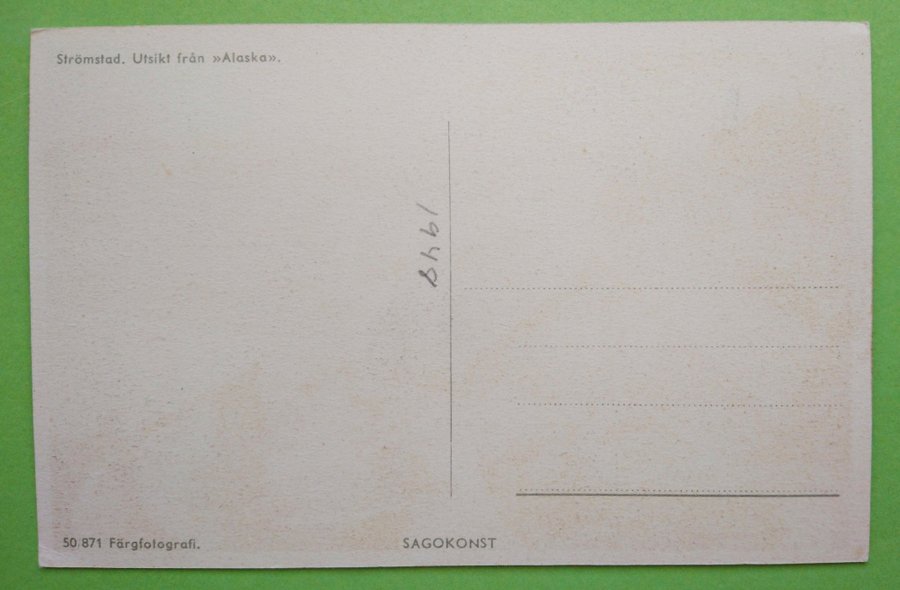 Strömstad. Utsikt från »Alaska».
1948
50 871 Färgfotografi.
SAGOKONST